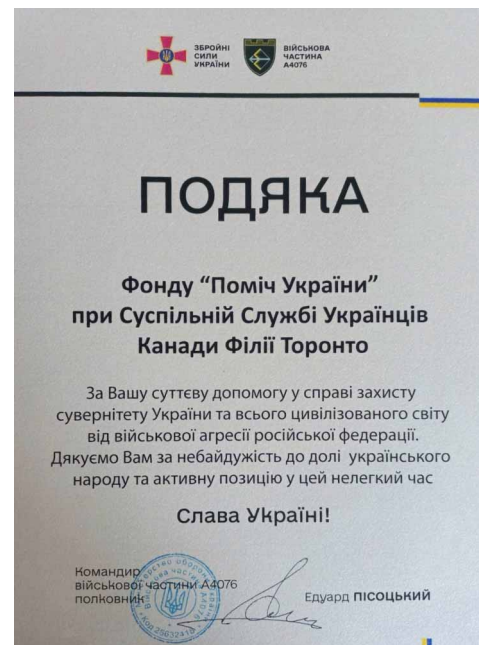 ЗБРОЙНІ
СИЛИ
УКРАЇНИ
ВІЙСЬКОВА
ЧАСТИНА
А4076
ПОДЯКА
Фонду “Поміч України”
при Суспільній Службі Українців
Канади Філії Торонто
За Вашу суттєву допомогу у справі захисту
сувернітету України та всього цивілізованого світу
від військової агресії російської федерації.
Дякуємо Вам за небайдужість до долі українського
народу та активну позицію у цей нелегкий час
Слава Україні!
Командир
військової частини А4076
полковник
Едуард ПІСОЦЬКИЙ